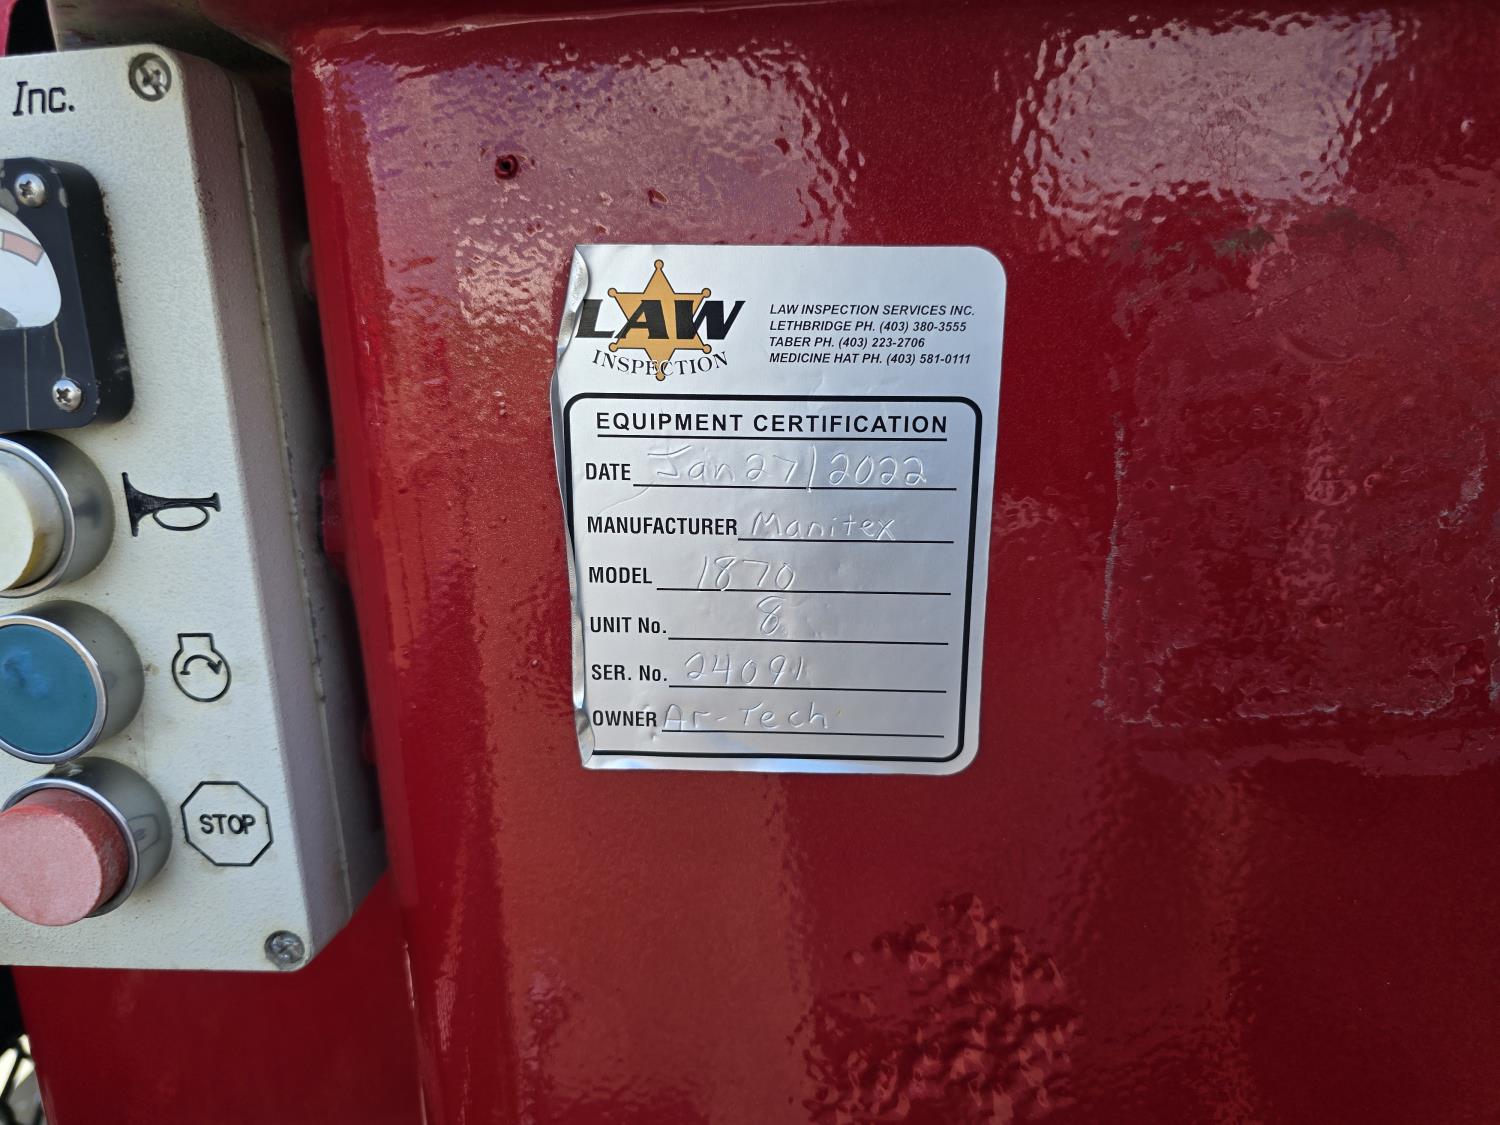 Inc.
STOP
LAW
INSPECTION
LAW INSPECTION SERVICES INC.
LETHBRIDGE PH. (403) 380-3555
TABER PH. (403) 223-2706
MEDICINE HAT PH. (403) 581-0111
EQUIPMENT CERTIFICATION
DATE Jan 27/2022
MANUFACTURER Manitex
MODEL 1870
UNIT No. 8
SER. No. 24091
OWNER Ar-Tech